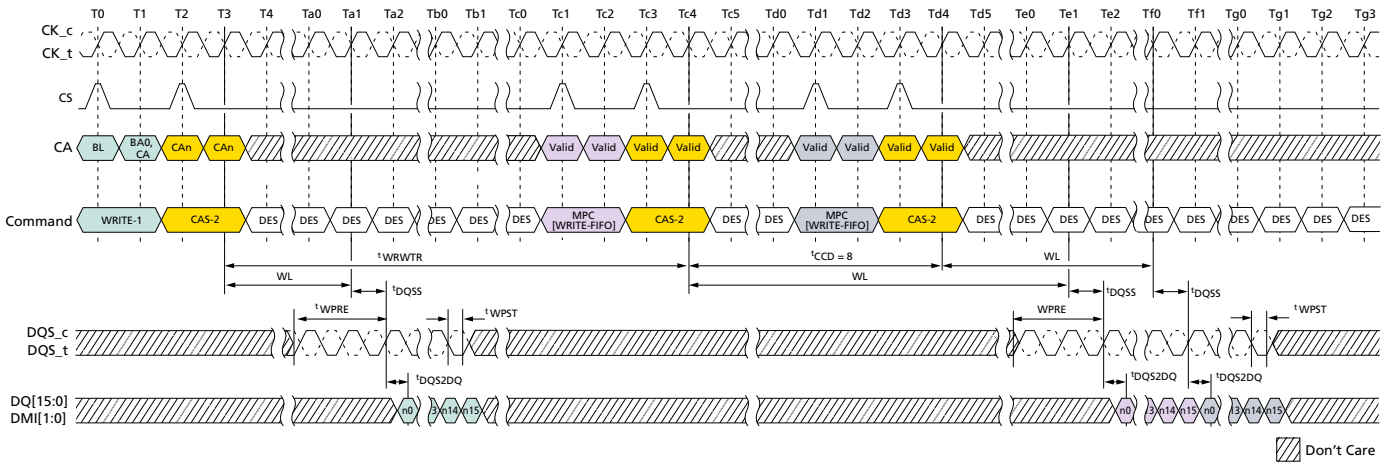 T0 T1 T2 T3 T4 Ta0 Ta1 Ta2 Tb0 Tb1 Tc0 Tc1 Tc2 Tc3 Tc4 Tc5 Td0 Td1 Td2 Td3 Td4 Td5 Te0 Te1 Te2 Tf0 Tf1 Tg0 Tg1 Tg2 Tg3
CK_c
CK_t
CS
CA BL BA0, CA CAn CAn Valid Valid Valid Valid Valid Valid Valid Valid
Command WRITE-1 CAS-2 DES DES DES DES DES DES DES MPC [WRITE-FIFO] CAS-2 DES DES MPC [WRITE-FIFO] CAS-2 DES DES DES DES DES DES DES DES DES DES
tWRWTR tCCD = 8 WL
WL WL
tDQSS tDQSS tDQSS
tWPRE tWPST WPRE tWPST
DQS_c
DQS_t
tDQS2DQ tDQS2DQ tDQS2DQ
DQ[15:0]
DMI[1:0]
n0 3 n14 n15 n0 13 n14 n15 n0 13 n14 n15
Don't Care